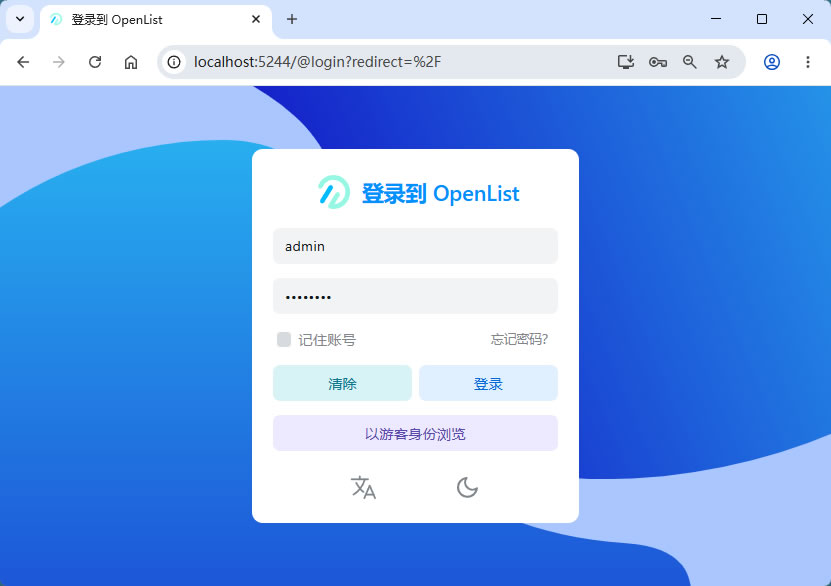 登录到 OpenList
localhost:5244/@login?redirect=%2F
登录到 OpenList
admin
••••••••
记住账号
忘记密码?
清除
登录
以游客身份浏览